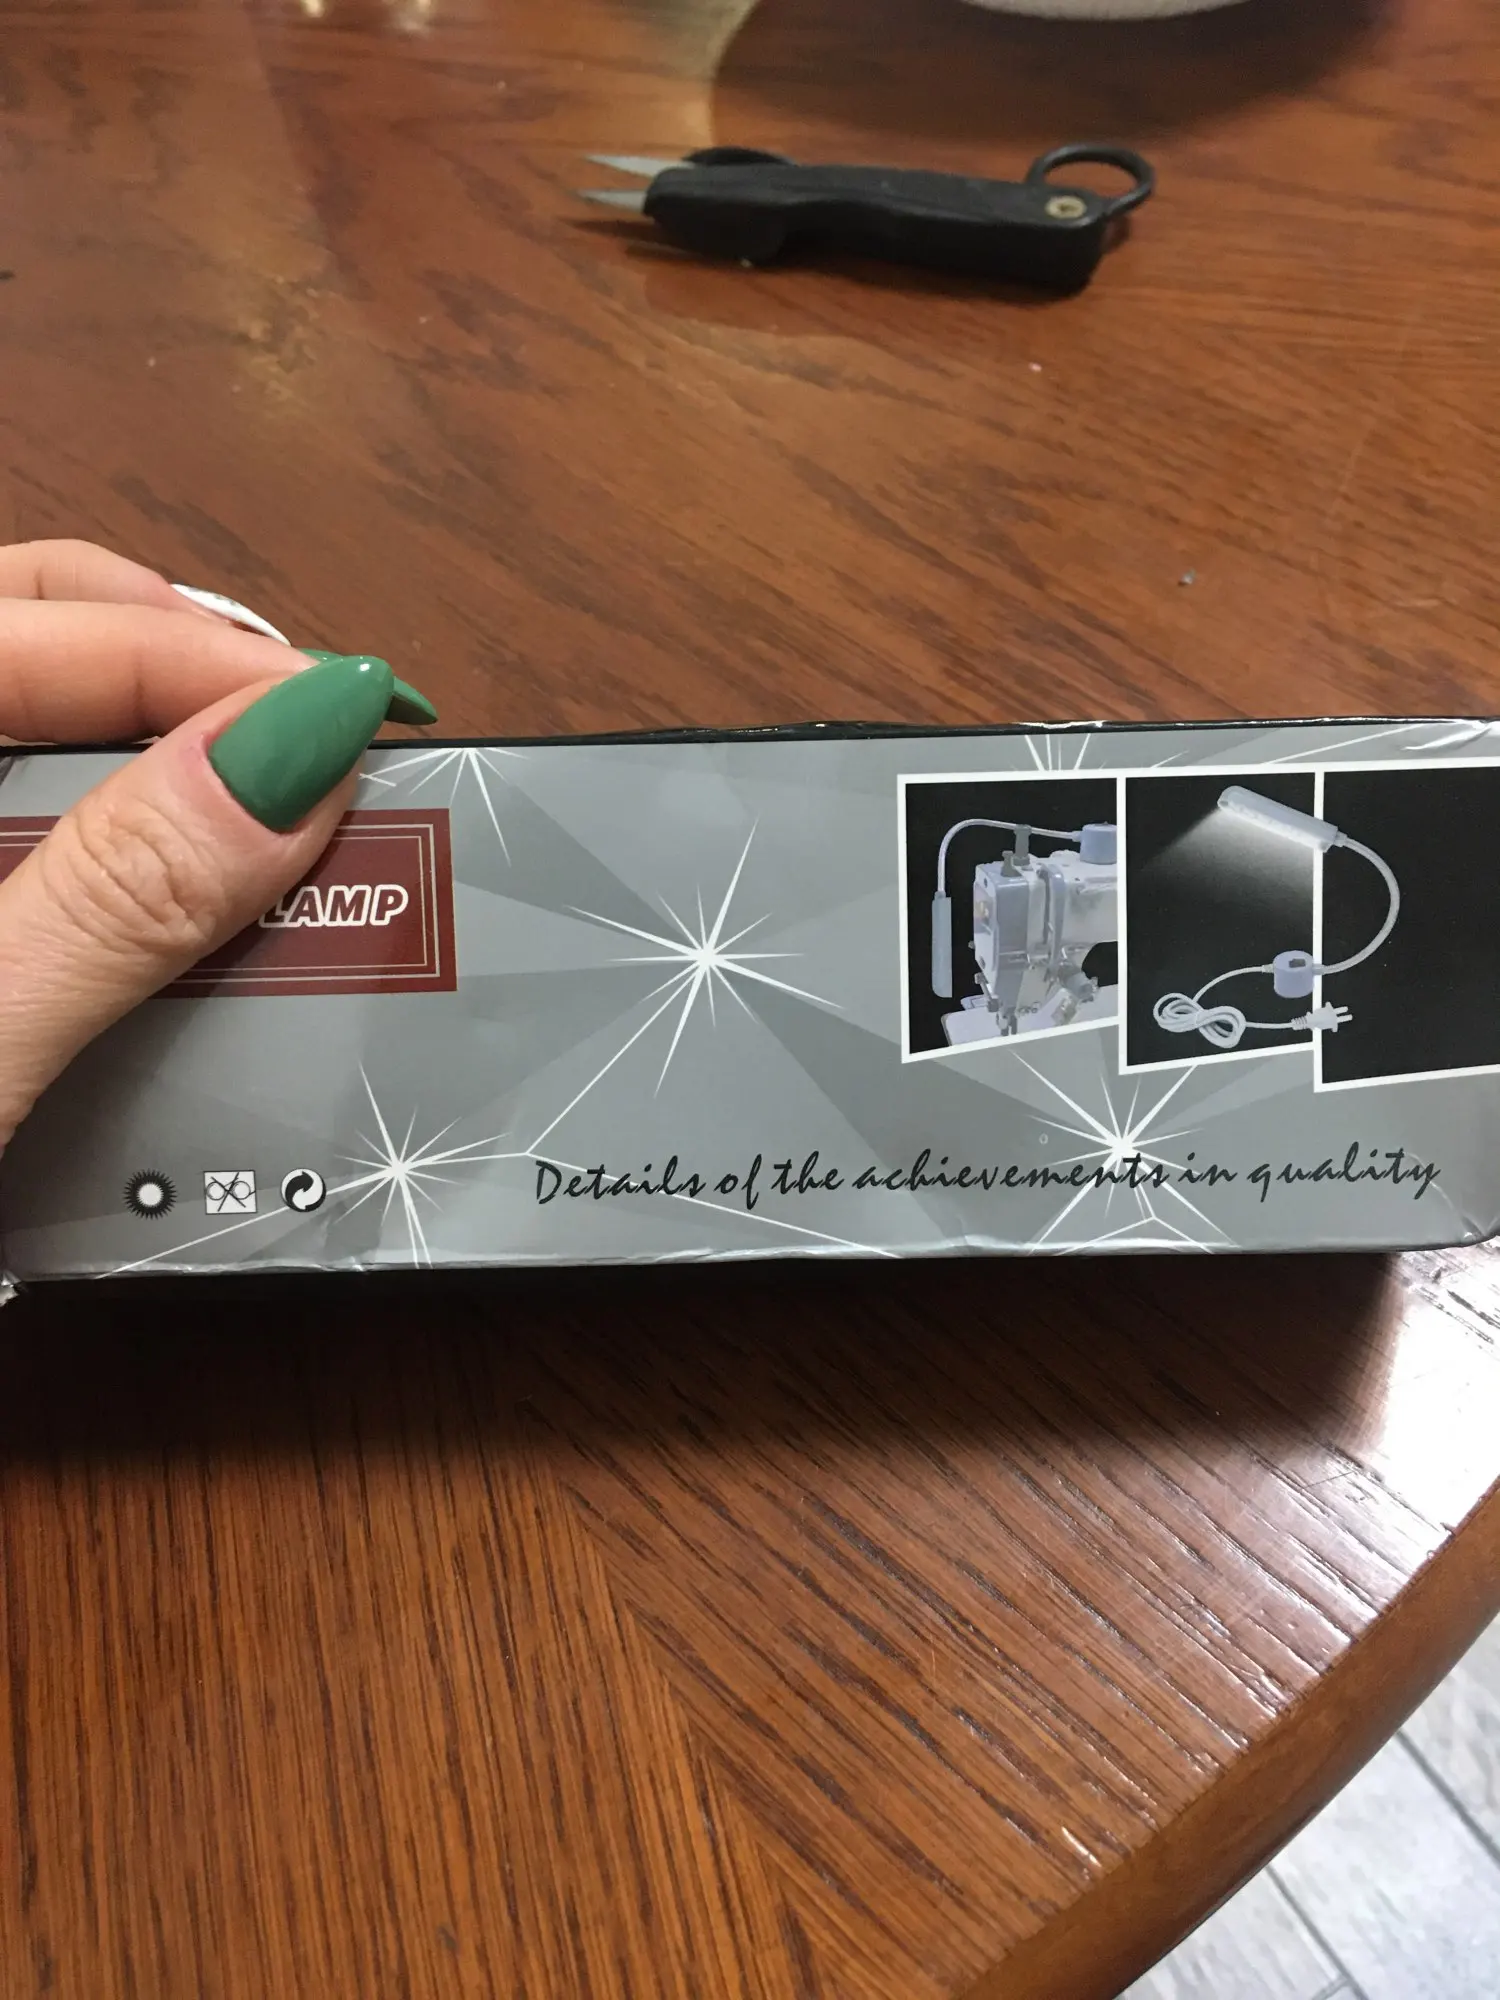 LAMP
Details of the achievements in quality